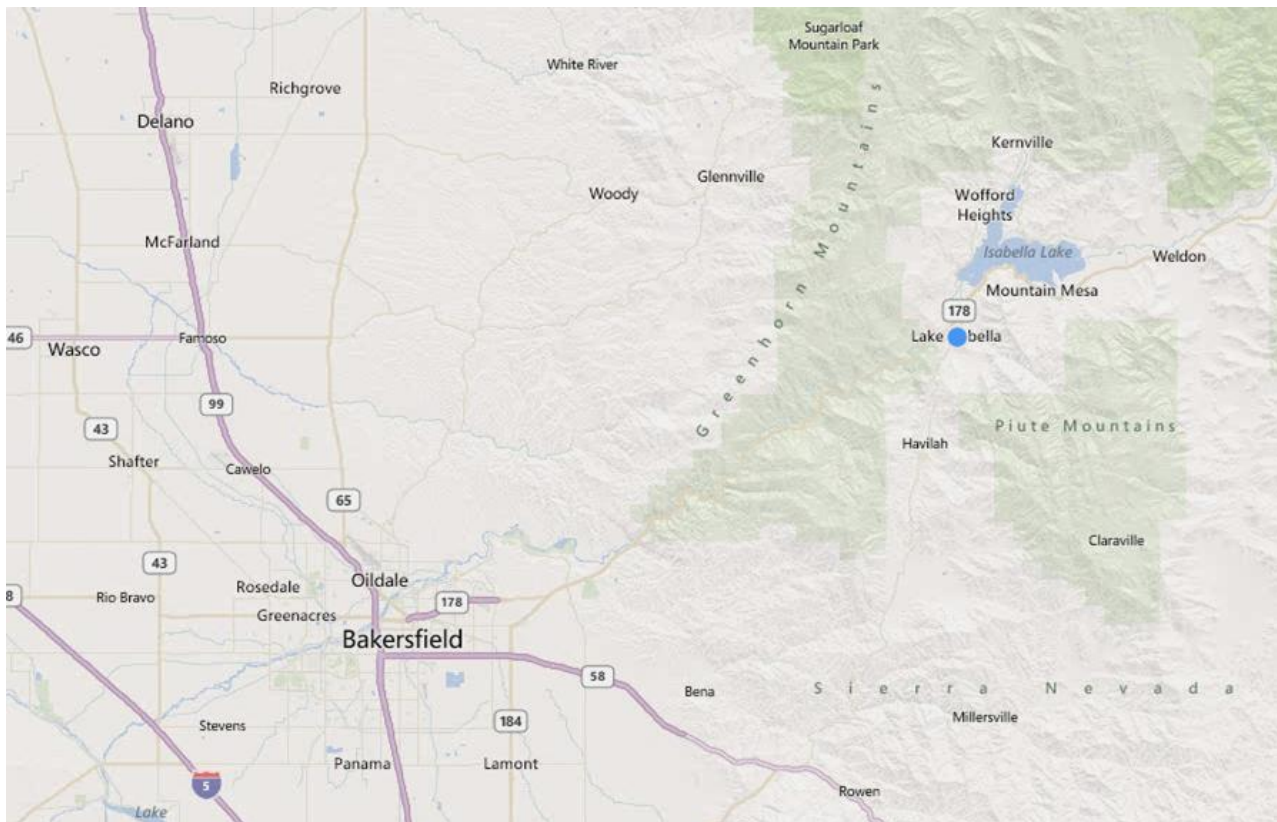 Sugarloaf
Mountain Park
White River
Richgrove
Delano
Kernville
Glennville
Woody
Wofford
Heights
Greenhorn Mountains
McFarland
Isabella Lake
Weldon
Mountain Mesa
178
46
Famoso
Lake bella
Wasco
99
43
Piute Mountains
Havilah
Shafter
Cawelo
65
Claraville
43
Oildale
Rosedale
8
Rio Bravo
178
Greenacres
Bakersfield
58
Bena
Sierra Nevada
Millersville
184
Stevens
Panama
Lamont
5
Rowen
Lake